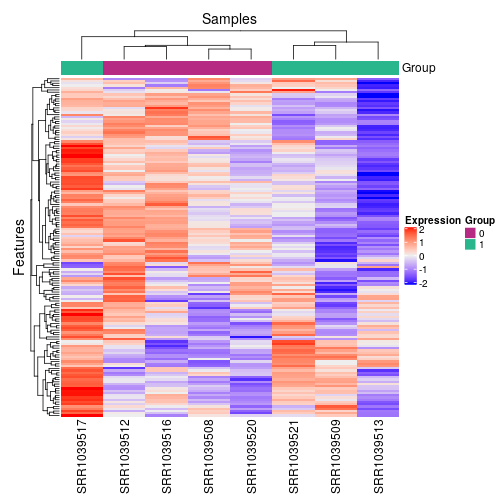 Samples
Group
Features
Expression
2
1
0
-1
-2
Group
0
1
SRR1039517
SRR1039512
SRR1039516
SRR1039508
SRR1039520
SRR1039521
SRR1039509
SRR1039513